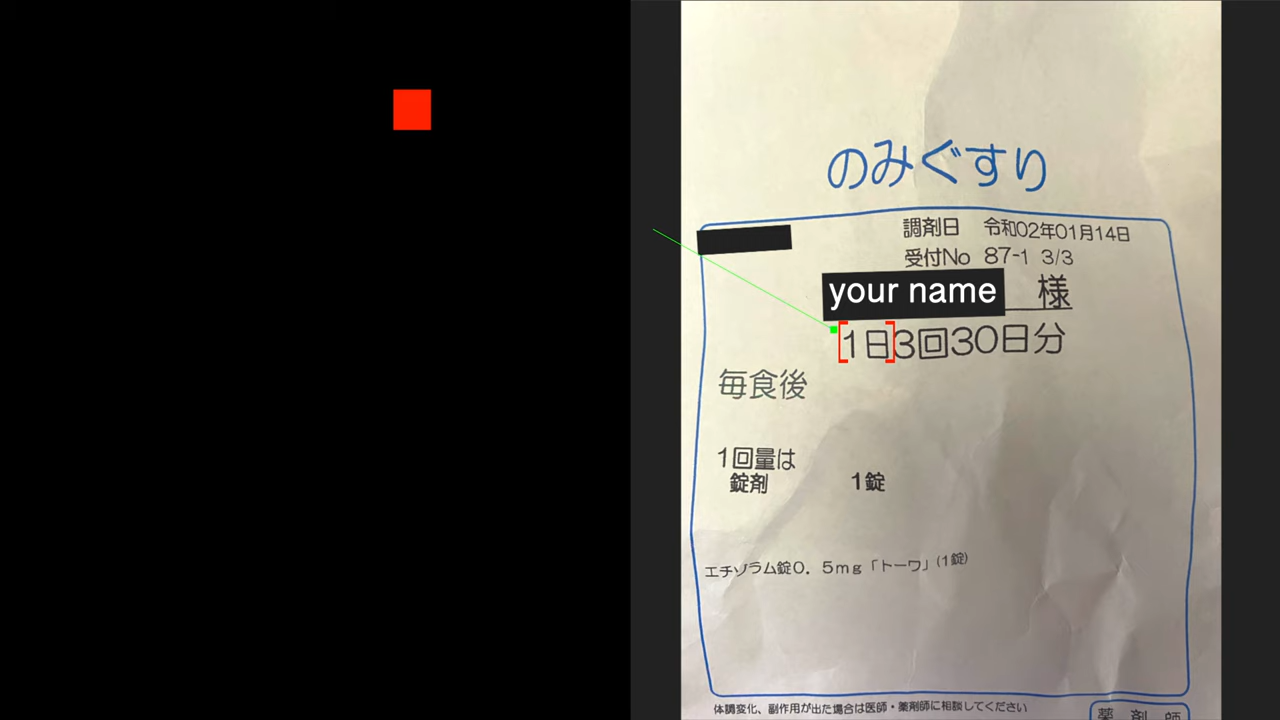 のみぐすり
調剤日 令和02年01月14日
受付No 87-1 3/3
your name 様
1日3回30日分
毎食後
1回量は
錠剤 1錠
エチゾラム錠0.5mg「トーワ」(1錠)
体調変化、副作用が出た場合は医師・薬剤師に相談してください
薬剤師